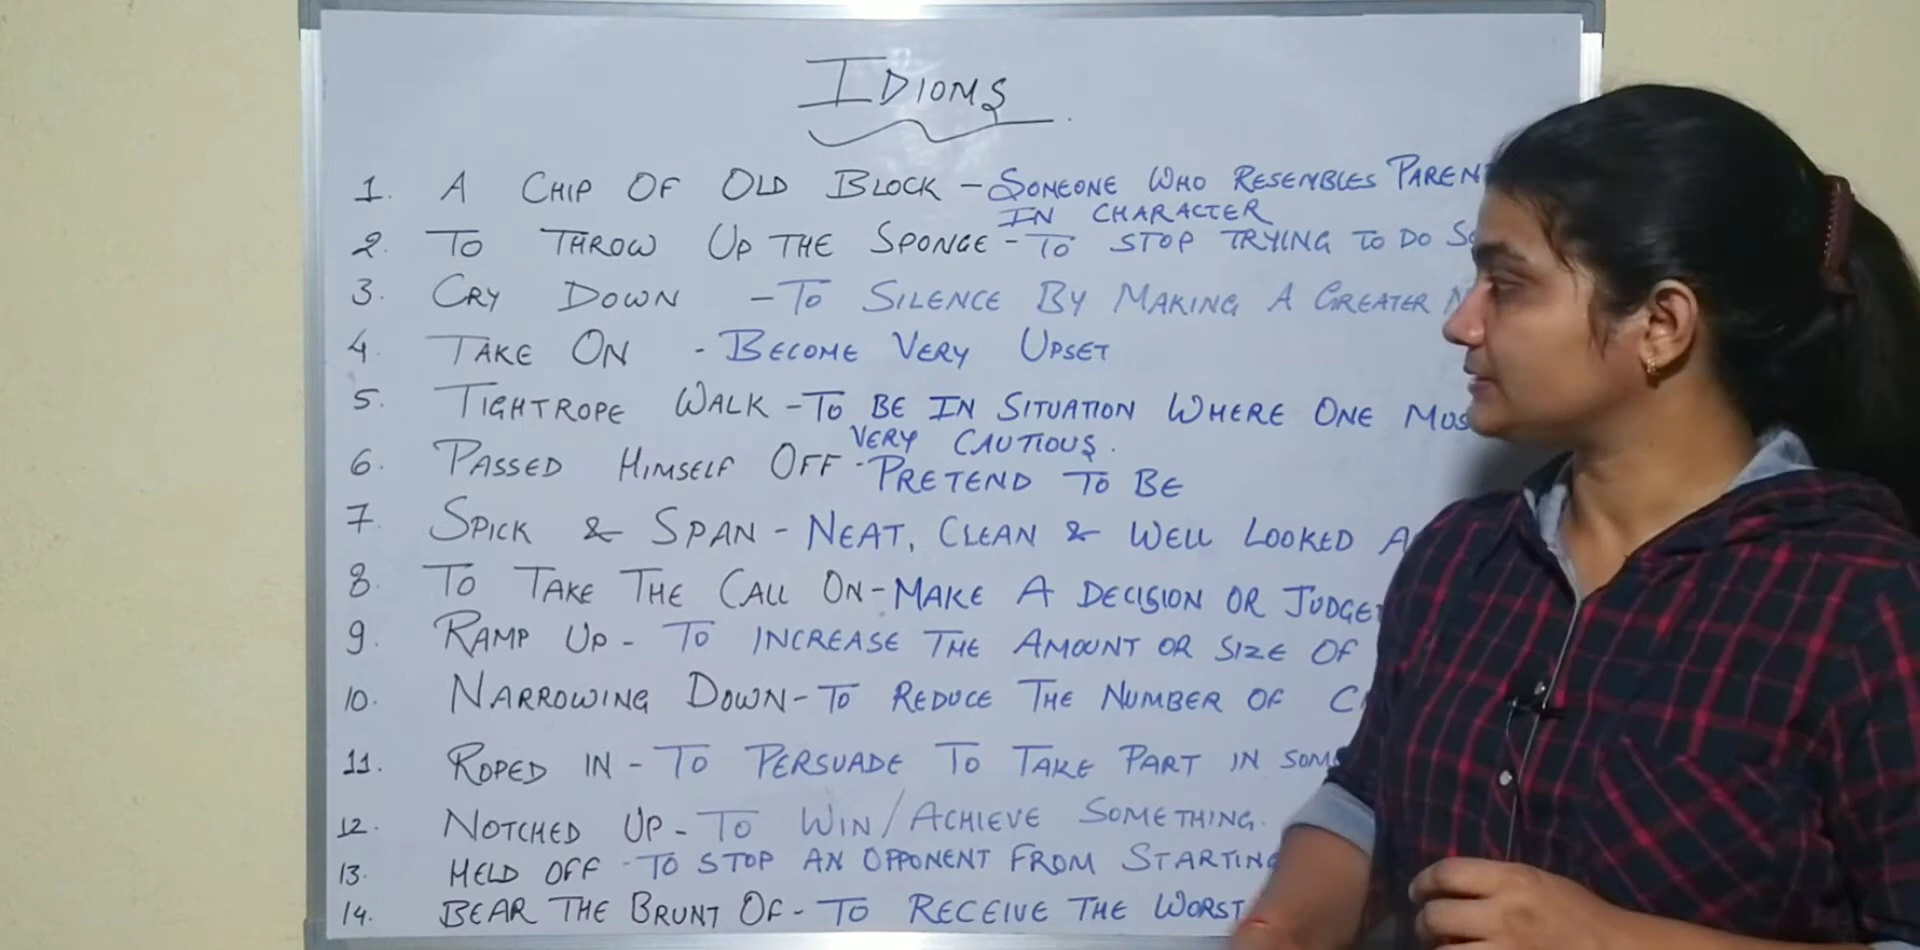 IDIOMS
1. A CHIP OF OLD BLOCK - SOMEONE WHO RESEMBLES
IN CHARACTER
2. TO THROW UP THE SPONGE - TO STOP TRYING TO DO
3. CRY DOWN - TO SILENCE BY MAKING A GREATER
4. TAKE ON - BECOME VERY UPSET
5. TIGHTROPE WALK - TO BE IN SITUATION WHERE ONE
VERY CAUTIOUS.
6. PASSED HIMSELF OFF - PRETEND TO BE
7. SPICK & SPAN - NEAT, CLEAN & WELL LOOKED
8. TO TAKE THE CALL ON - MAKE A DECISION OR
9. RAMP UP - TO INCREASE THE AMOUNT OR SIZE OF
10. NARROWING DOWN - TO REDUCE THE NUMBER OF
11. ROPED IN - TO PERSUADE TO TAKE PART IN
12. NOTCHED UP - TO WIN/ACHIEVE SOMETHING.
13. HELD OFF - TO STOP AN OPPONENT FROM
14. BEAR THE BRUNT OF - TO RECEIVE THE WORST